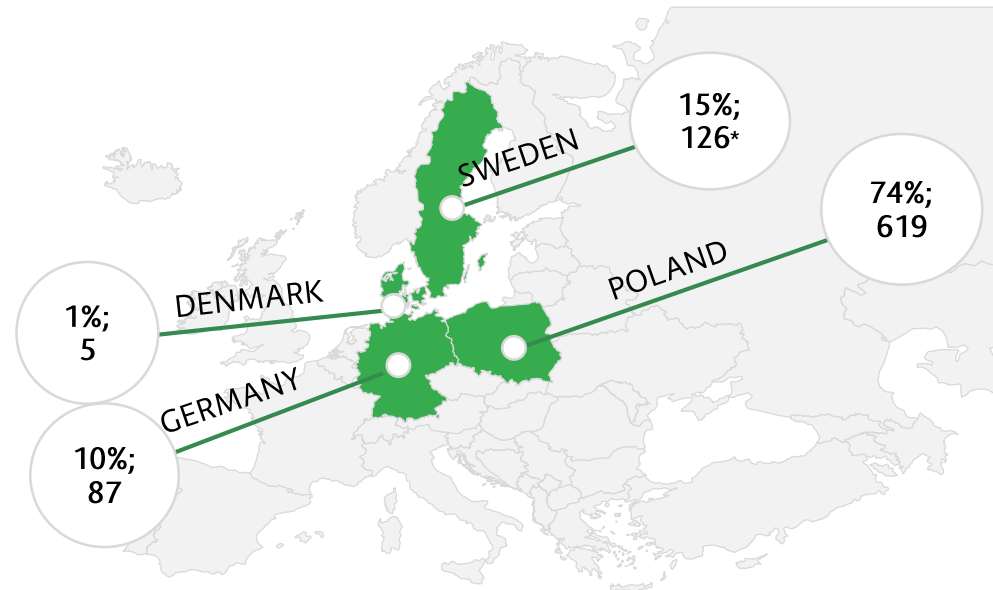 15%;
126*
SWEDEN
74%;
619
POLAND
DENMARK
1%;
5
GERMANY
10%;
87